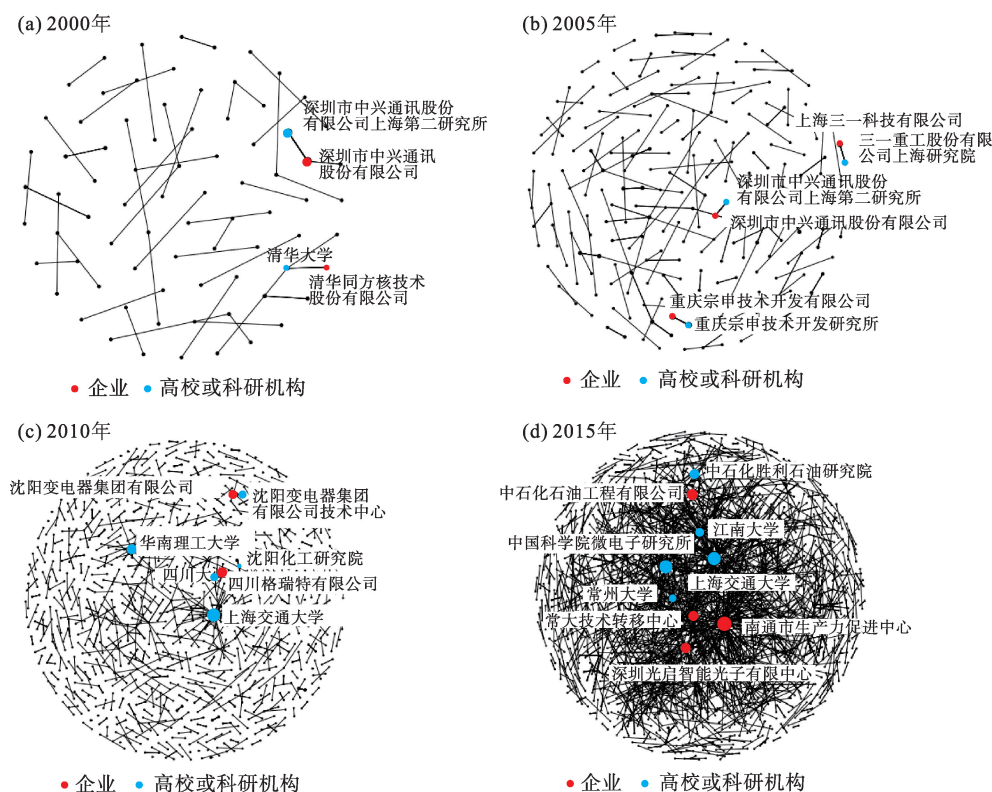 (a) 2000年
深圳市中兴通讯股份
有限公司上海第二研究所
深圳市中兴通讯
股份有限公司
清华大学
清华同方核技术
股份有限公司
企业
高校或科研机构
(b) 2005年
上海三一科技有限公司
三一重工股份有限
公司上海研究院
深圳市中兴通讯股份
有限公司上海第二研究所
深圳市中兴通讯股份有限公司
重庆宗申技术开发有限公司
重庆宗申技术开发研究所
企业
高校或科研机构
(c) 2010年
沈阳变电器集团有限公司
沈阳变电器集团
有限公司技术中心
华南理工大学
沈阳化工研究院
四川大
四川格瑞特有限公司
上海交通大学
企业
高校或科研机构
(d) 2015年
中石化胜利石油研究院
中石化石油工程有限公司
江南大学
中国科学院微电子研究所
上海交通大学
常州大学
常大技术转移中心
南通市生产力促进中心
深圳光启智能光子有限中心
企业
高校或科研机构